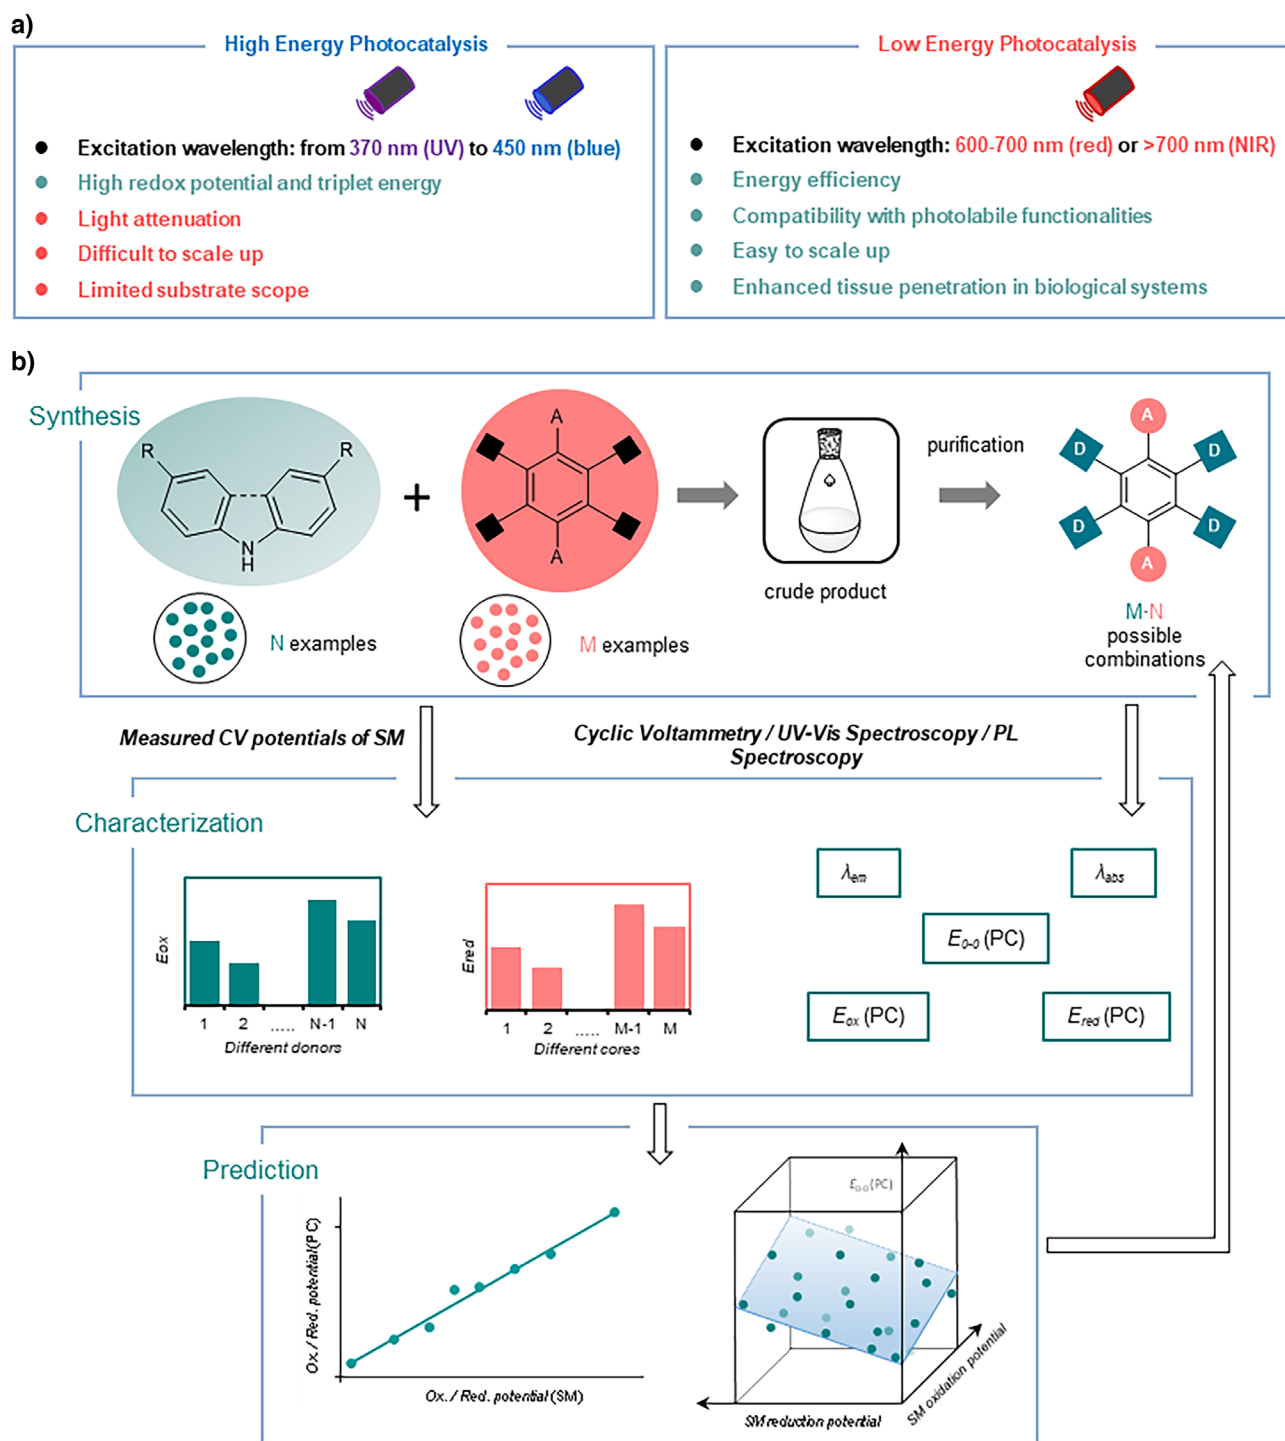 a)
High Energy Photocatalysis
Excitation wavelength: from 370 nm (UV) to 450 nm (blue)
High redox potential and triplet energy
Light attenuation
Difficult to scale up
Limited substrate scope
Low Energy Photocatalysis
Excitation wavelength: 600-700 nm (red) or >700 nm (NIR)
Energy efficiency
Compatibility with photolabile functionalities
Easy to scale up
Enhanced tissue penetration in biological systems
b)
Synthesis
R
R
N
H
+
A
A
N examples
M examples
crude product
purification
A
D
D
D
D
A
M·N
possible
combinations
Measured CV potentials of SM
Cyclic Voltammetry / UV-Vis Spectroscopy / PL
Spectroscopy
Characterization
Eox
1 2 ..... N-1 N
Different donors
Ered
1 2 ..... M-1 M
Different cores
λem
λabs
E0-0 (PC)
Eox (PC)
Ered (PC)
Prediction
Ox. / Red. potential (PC)
Ox. / Red. potential (SM)
E0-0 (PC)
SM reduction potential
SM oxidation potential